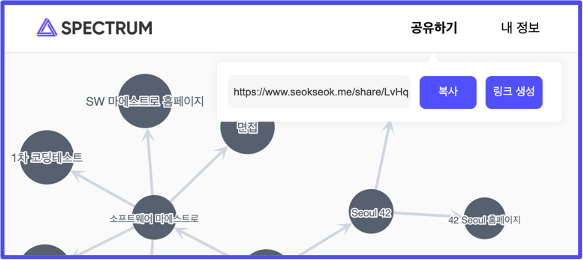 SPECTRUM
공유하기
내 정보
https://www.seokseok.me/share/LvHq
복사
링크 생성
SW 마에스트로 홈페이지
면접
1차 코딩테스트
소프트웨어 마에스트로
Seoul 42
42 Seoul 홈페이지